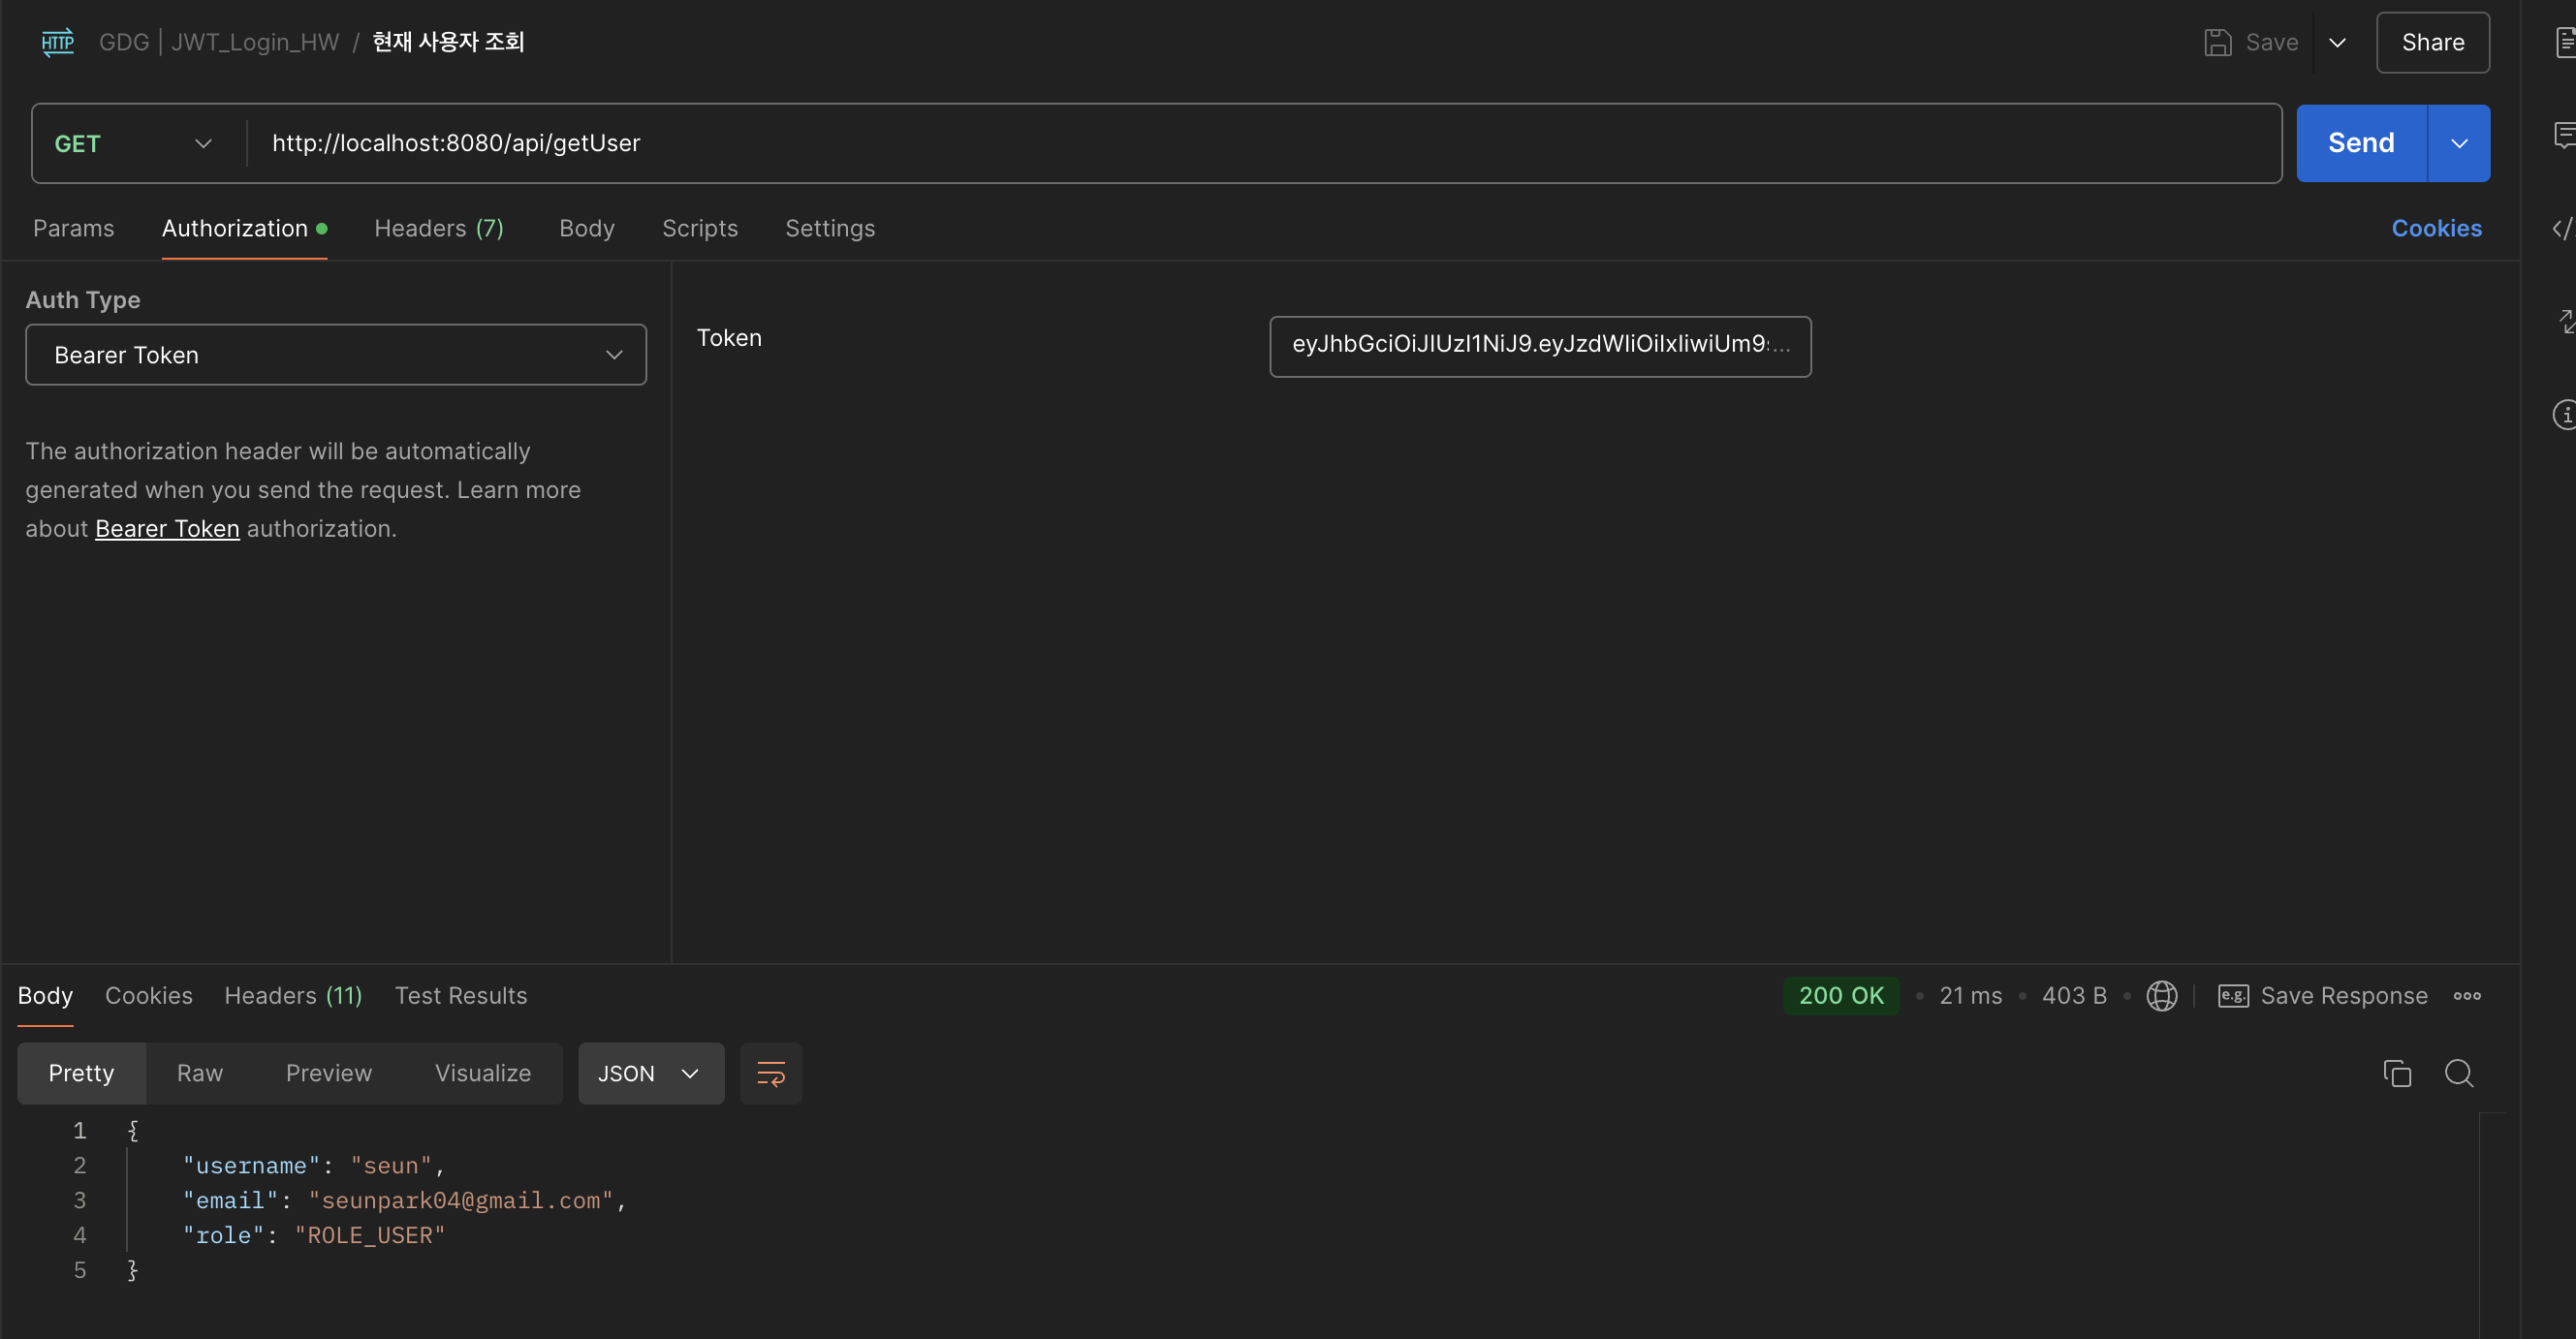 HTTP GDG | JWT_Login_HW / 현재 사용자 조회 Save Share
GET http://localhost:8080/api/getUser Send
Params Authorization Headers (7) Body Scripts Settings Cookies
Auth Type
Bearer Token
Token eyJhbGciOiJIUzI1NiJ9.eyJzdWIiOiIxIiwiUm9...
The authorization header will be automatically
generated when you send the request. Learn more
about Bearer Token authorization.
Body Cookies Headers (11) Test Results 200 OK • 21 ms • 403 B • e.g. Save Response
Pretty Raw Preview Visualize JSON
1 {
2 "username": "seun",
3 "email": "seunpark04@gmail.com",
4 "role": "ROLE_USER"
5 }